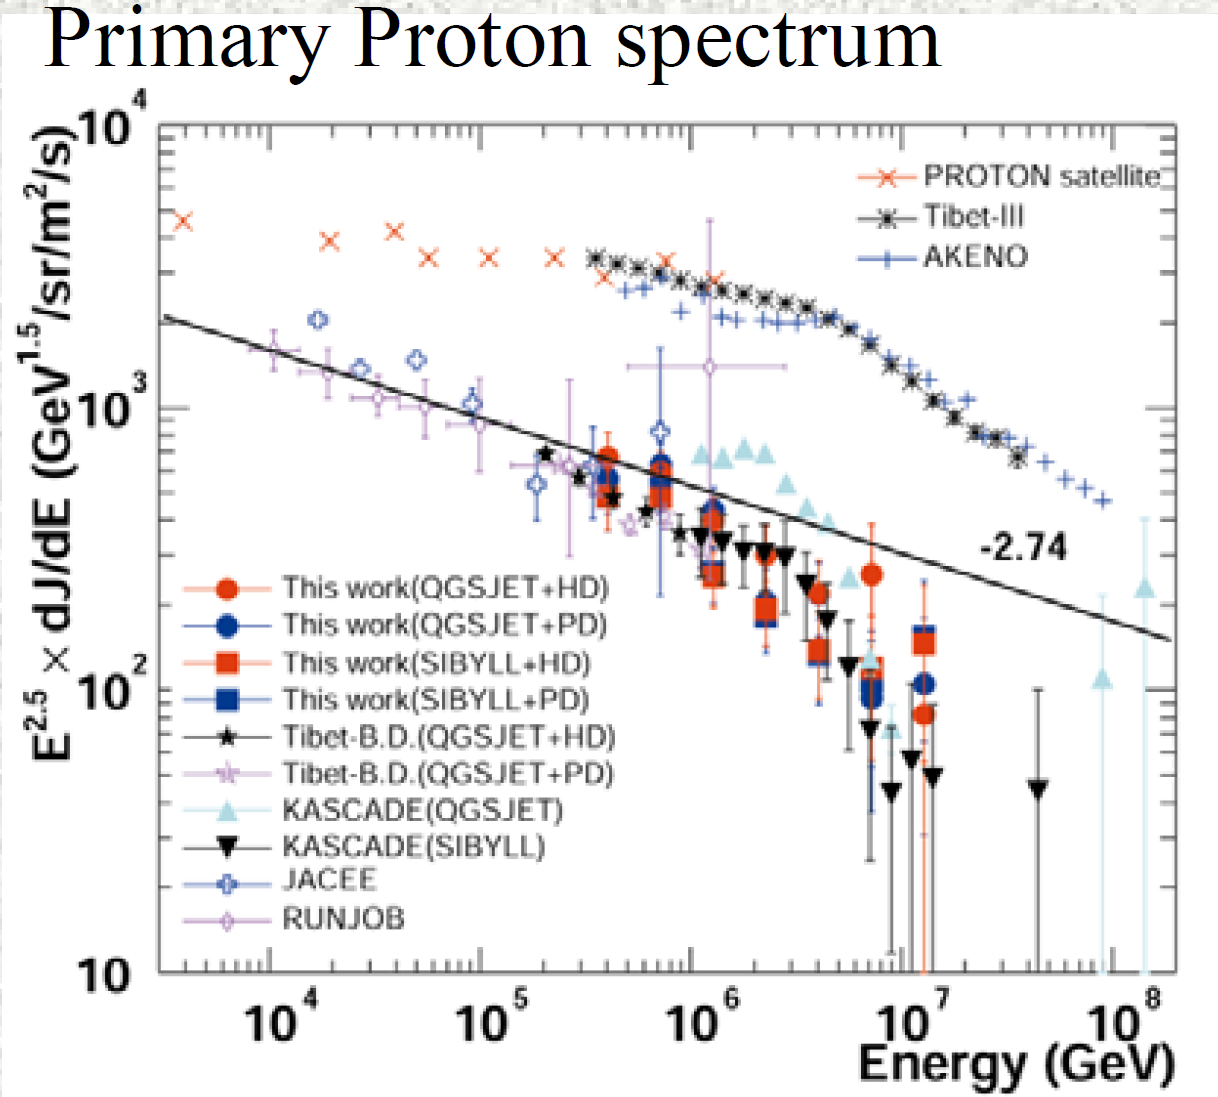 Primary Proton spectrum
E^2.5 × dJ/dE (GeV^1.5/sr/m^2/s)
10^4
10^3
10^2
10
PROTON satellite
Tibet-III
AKENO
-2.74
This work(QGSJET+HD)
This work(QGSJET+PD)
This work(SIBYLL+HD)
This work(SIBYLL+PD)
Tibet-B.D.(QGSJET+HD)
Tibet-B.D.(QGSJET+PD)
KASCADE(QGSJET)
KASCADE(SIBYLL)
JACEE
RUNJOB
10^4 10^5 10^6 10^7 10^8
Energy (GeV)